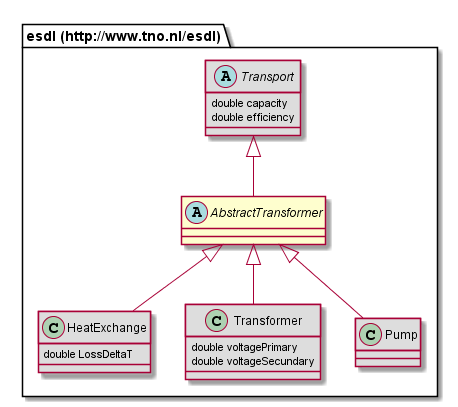 esdl (http://www.tno.nl/esdl)
A Transport
double capacity
double efficiency
A AbstractTransformer
C HeatExchange
double LossDeltaT
C Transformer
double voltagePrimary
double voltageSecundary
C Pump